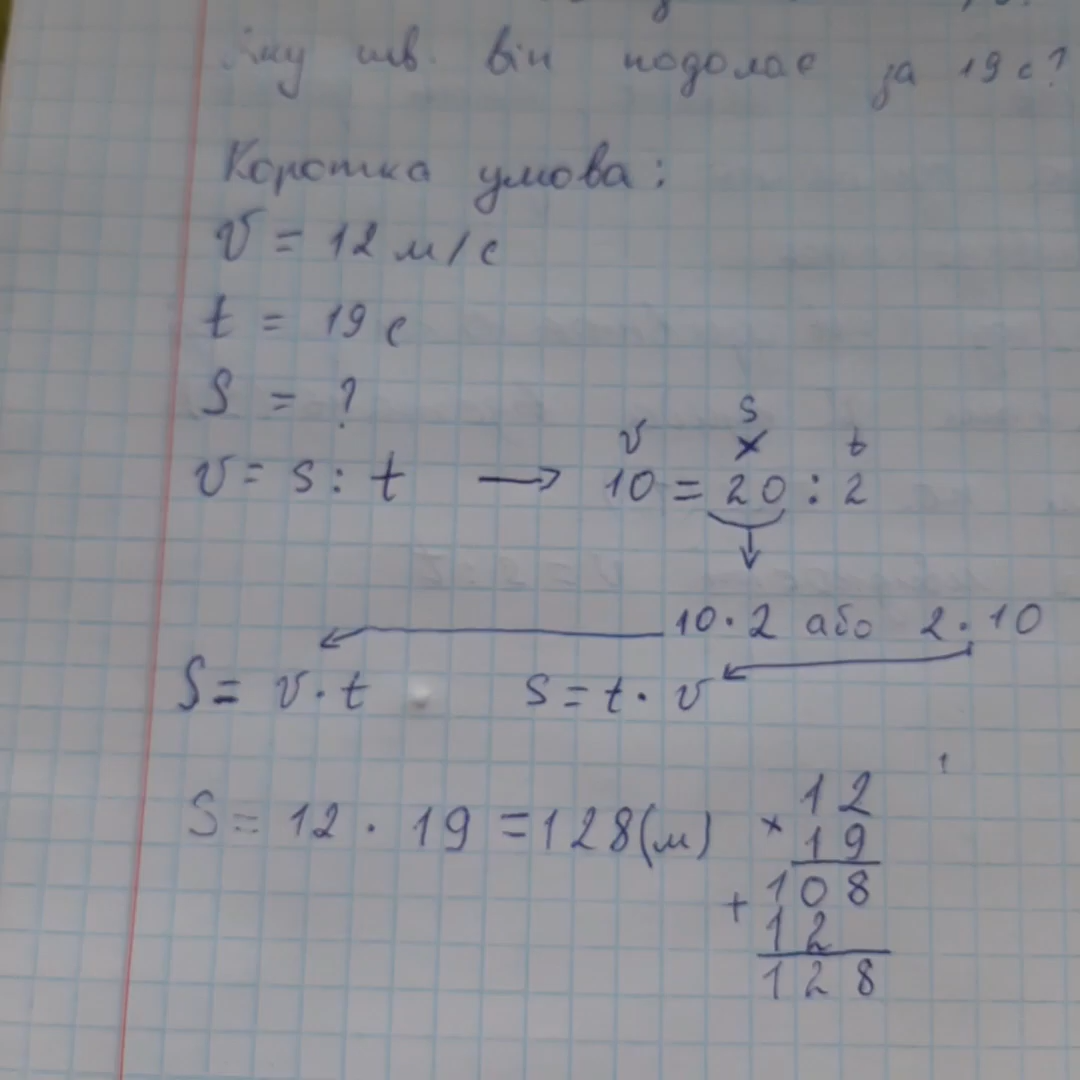 шв. він подолає за 19 с?
Коротка умова:
v = 12 м/с
t = 19 с
S = ?
v = s : t → 10 = 20 : 2
v s t
x
10 · 2 або 2 · 10
S = v · t s = t · v
S = 12 · 19 = 128 (м)
1
12
× 19
108
+ 12
128